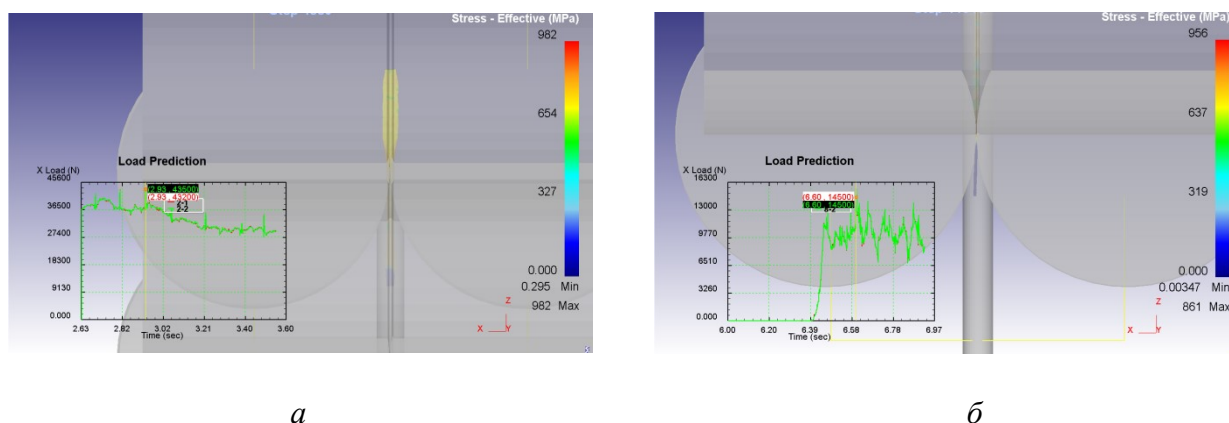 Stress - Effective (MPa)
982
654
327
0.000
0.295 Min
982 Max
Load Prediction
X Load (N)
45600
36500
27400
18300
9130
0.000
(2.93 , 43500)
(2.93 , 43200)
2-2
2.63 2.82 3.02 3.21 3.40 3.60
Time (sec)
Z
X Y
а
Stress - Effective (MPa)
956
637
319
0.000
0.00347 Min
861 Max
Load Prediction
X Load (N)
16300
13000
9770
6510
3260
0.000
(6.60 , 14500)
(6.60 , 14500)
6.00 6.20 6.39 6.58 6.78 6.97
Time (sec)
Z
X Y
б